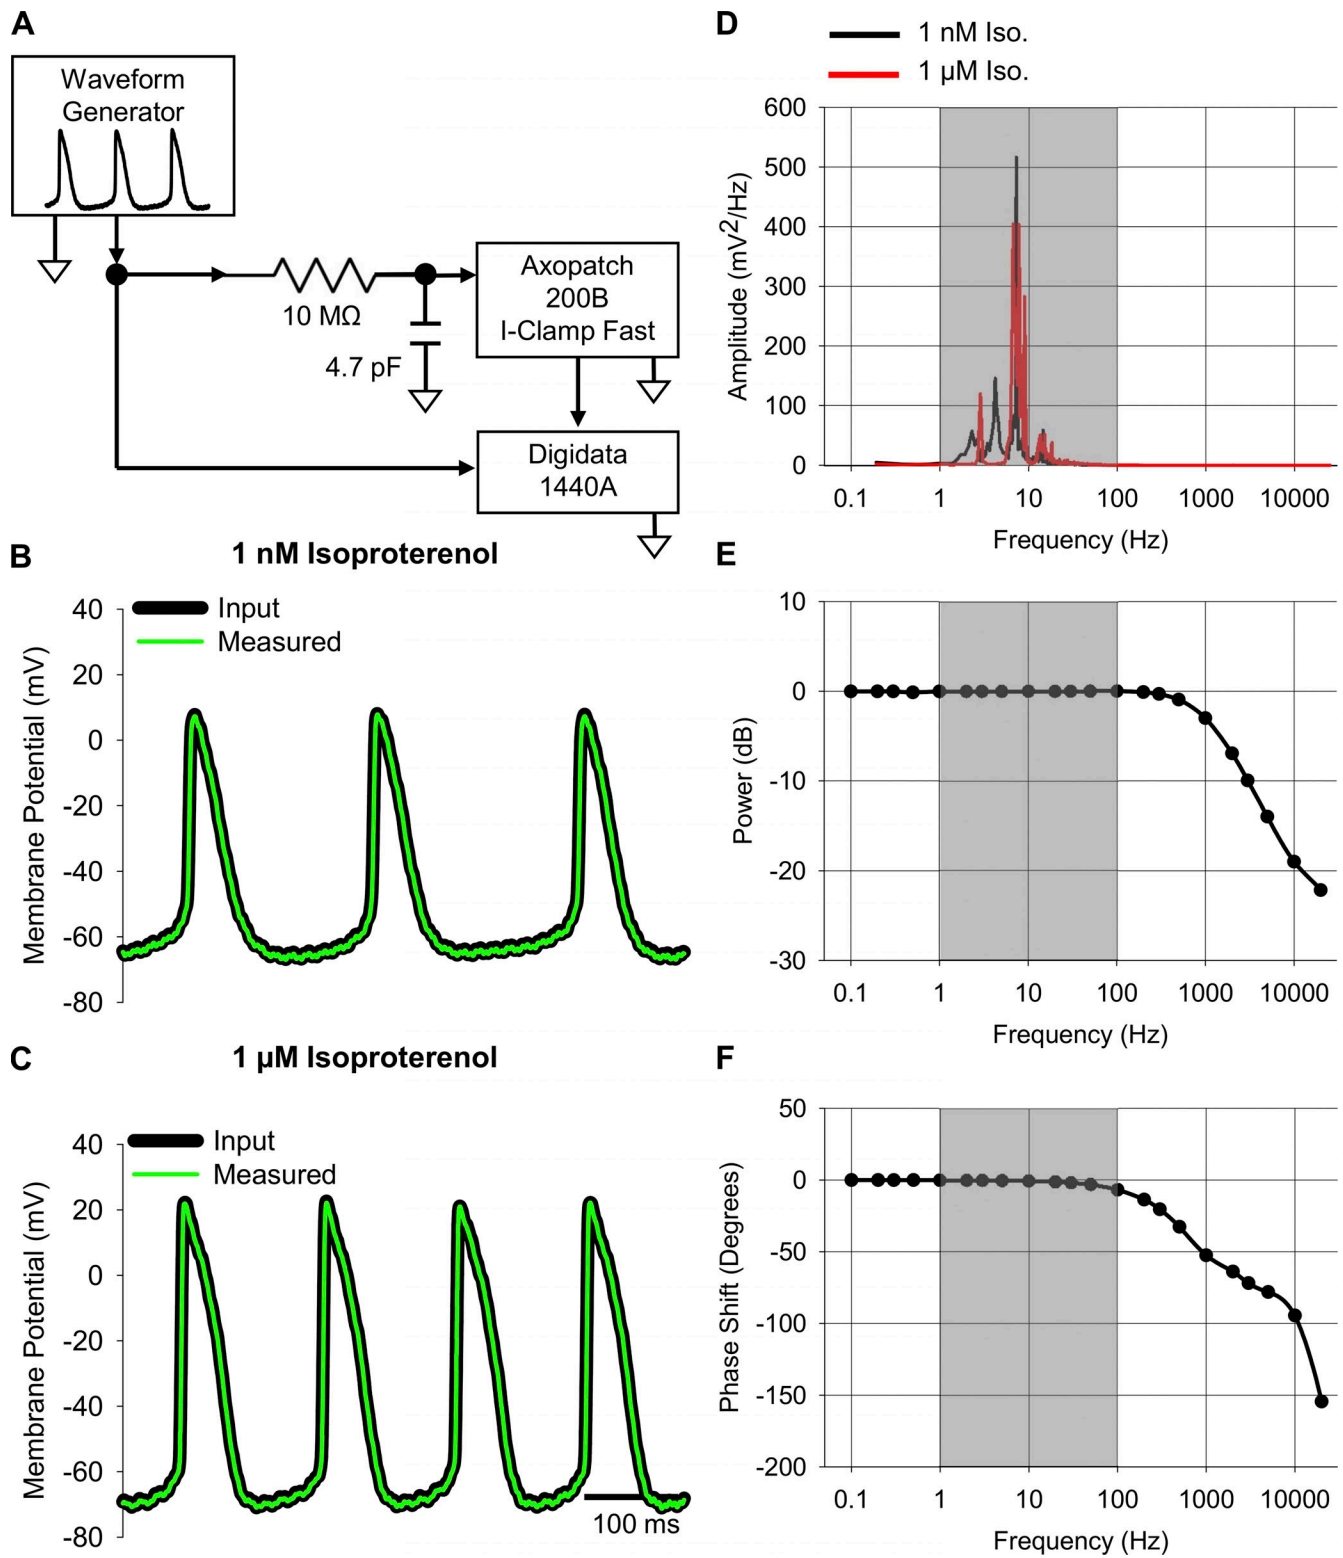 A
Waveform
Generator
10 MΩ
4.7 pF
Axopatch
200B
I-Clamp Fast
Digidata
1440A
B
1 nM Isoproterenol
Input
Measured
Membrane Potential (mV)
40
20
0
-20
-40
-60
-80
C
1 µM Isoproterenol
Input
Measured
Membrane Potential (mV)
40
20
0
-20
-40
-60
-80
100 ms
D
1 nM Iso.
1 µM Iso.
Amplitude (mV²/Hz)
600
500
400
300
200
100
0
0.1 1 10 100 1000 10000
Frequency (Hz)
E
Power (dB)
10
0
-10
-20
-30
0.1 1 10 100 1000 10000
Frequency (Hz)
F
Phase Shift (Degrees)
50
0
-50
-100
-150
-200
0.1 1 10 100 1000 10000
Frequency (Hz)